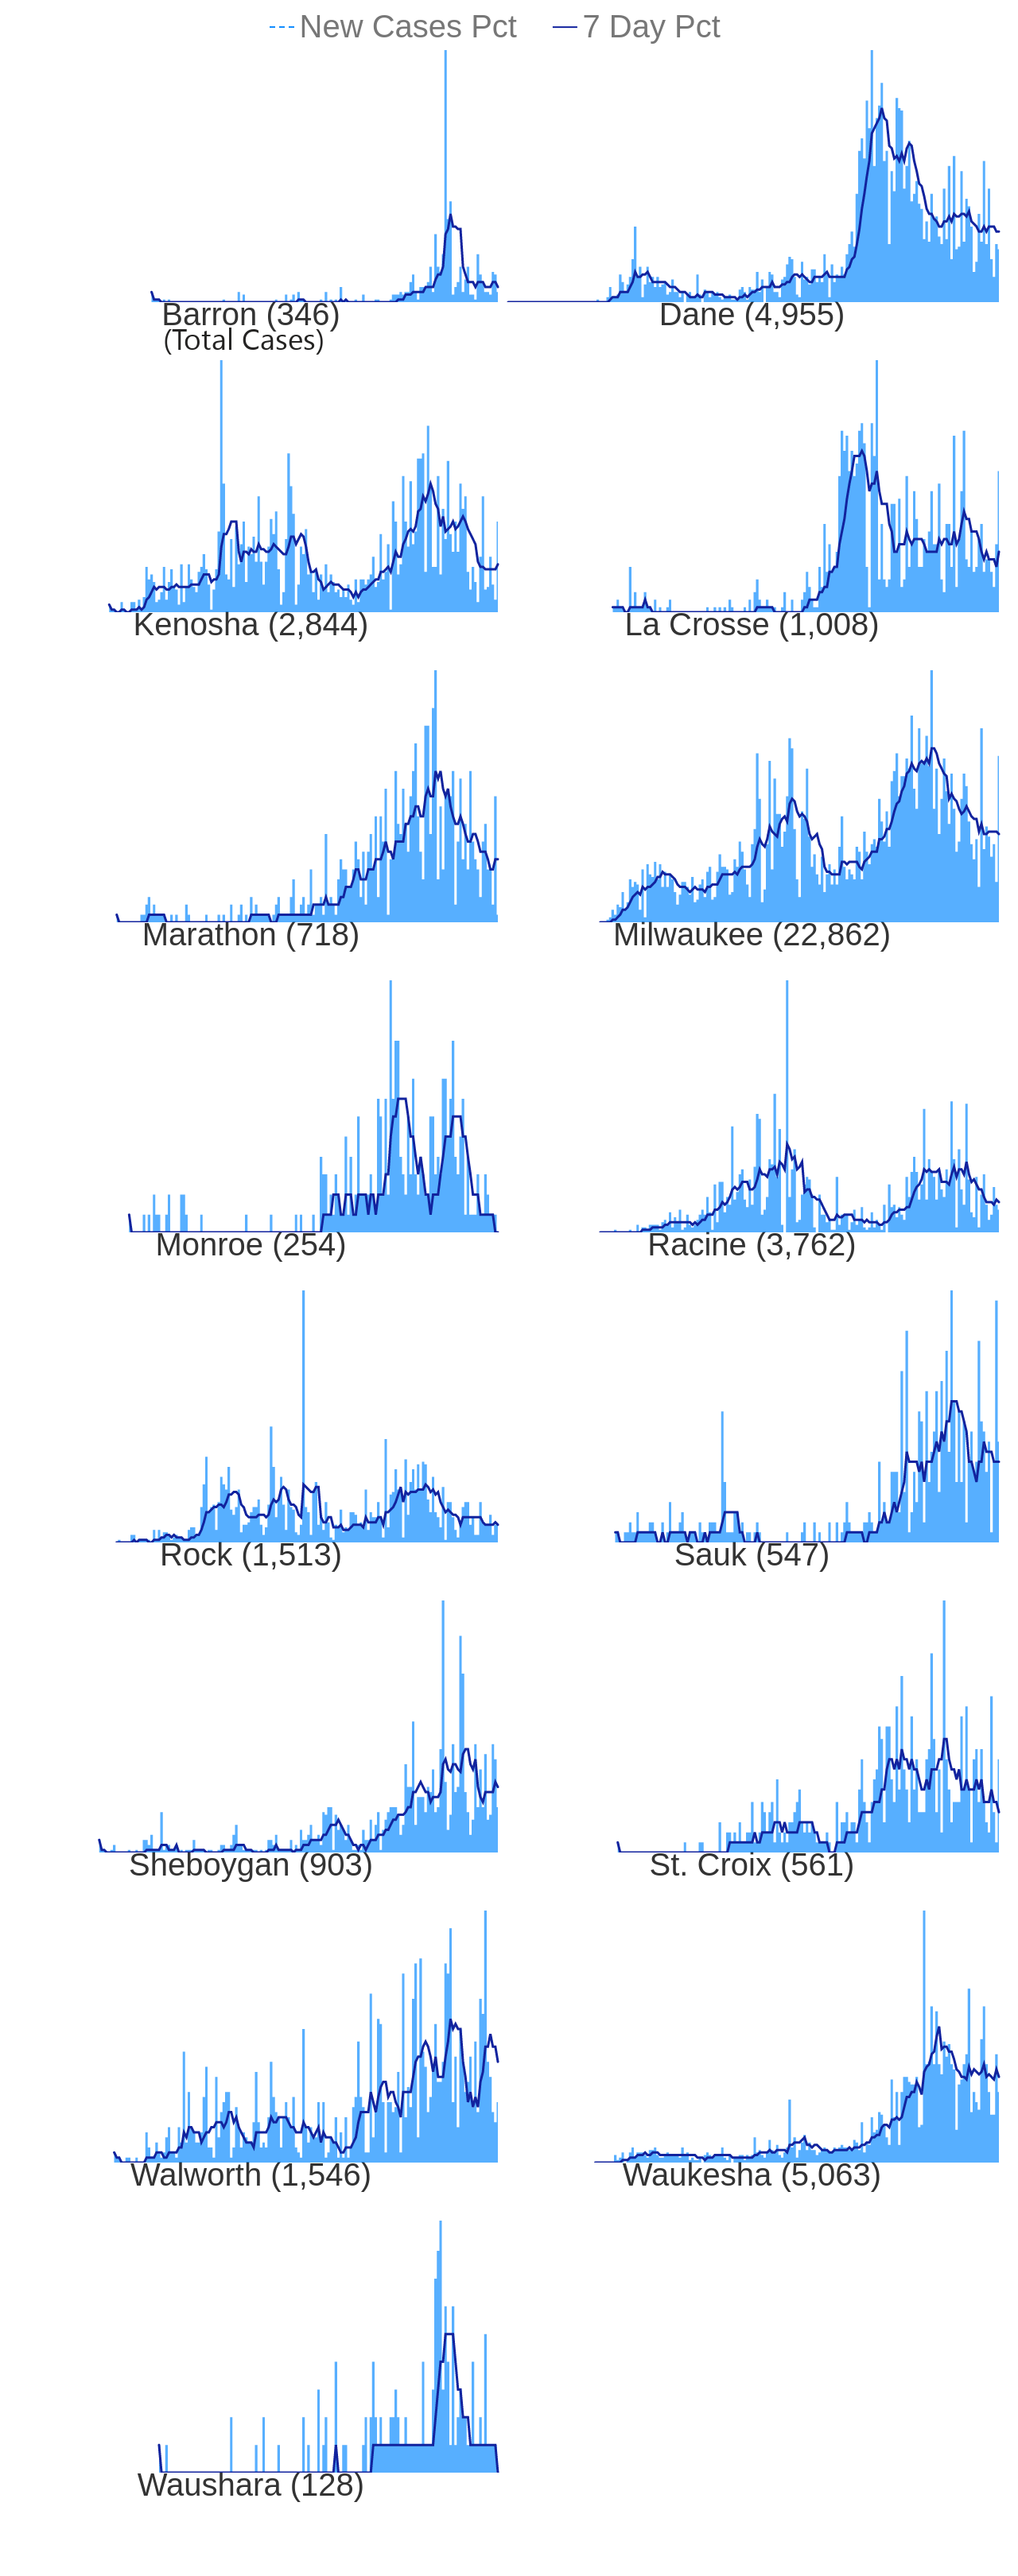 New Cases Pct 7 Day Pct
Barron (346) Dane (4,955)
(Total Cases)
Kenosha (2,844) La Crosse (1,008)
Marathon (718) Milwaukee (22,862)
Monroe (254) Racine (3,762)
Rock (1,513) Sauk (547)
Sheboygan (903) St. Croix (561)
Walworth (1,546) Waukesha (5,063)
Waushara (128)